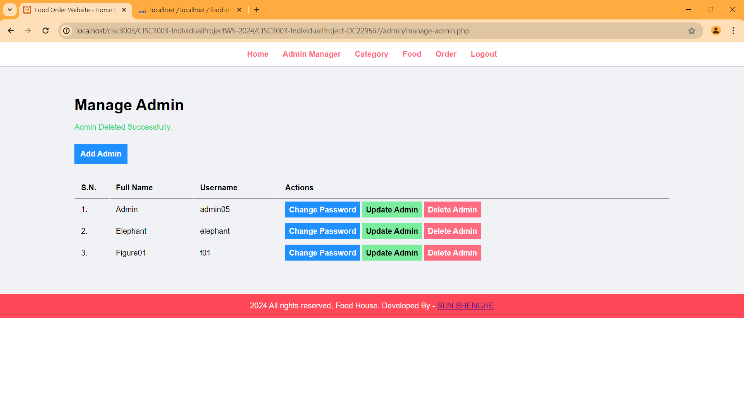 Food Order Website - Home
localhost / localhost / food-o
localhost/cisc3003/CISC3003-IndividualProjectWS-2024/CISC3003-IndividualProject-DC22956//admin/manage-admin.php
Home Admin Manager Category Food Order Logout
Manage Admin
Admin Deleted Successfully.
Add Admin
S.N. Full Name Username Actions
1. Admin admin05 Change Password Update Admin Delete Admin
2. Elephant elephant Change Password Update Admin Delete Admin
3. Figure01 f01 Change Password Update Admin Delete Admin
2024 All rights reserved, Food House. Developed By - SUN SHENGHE